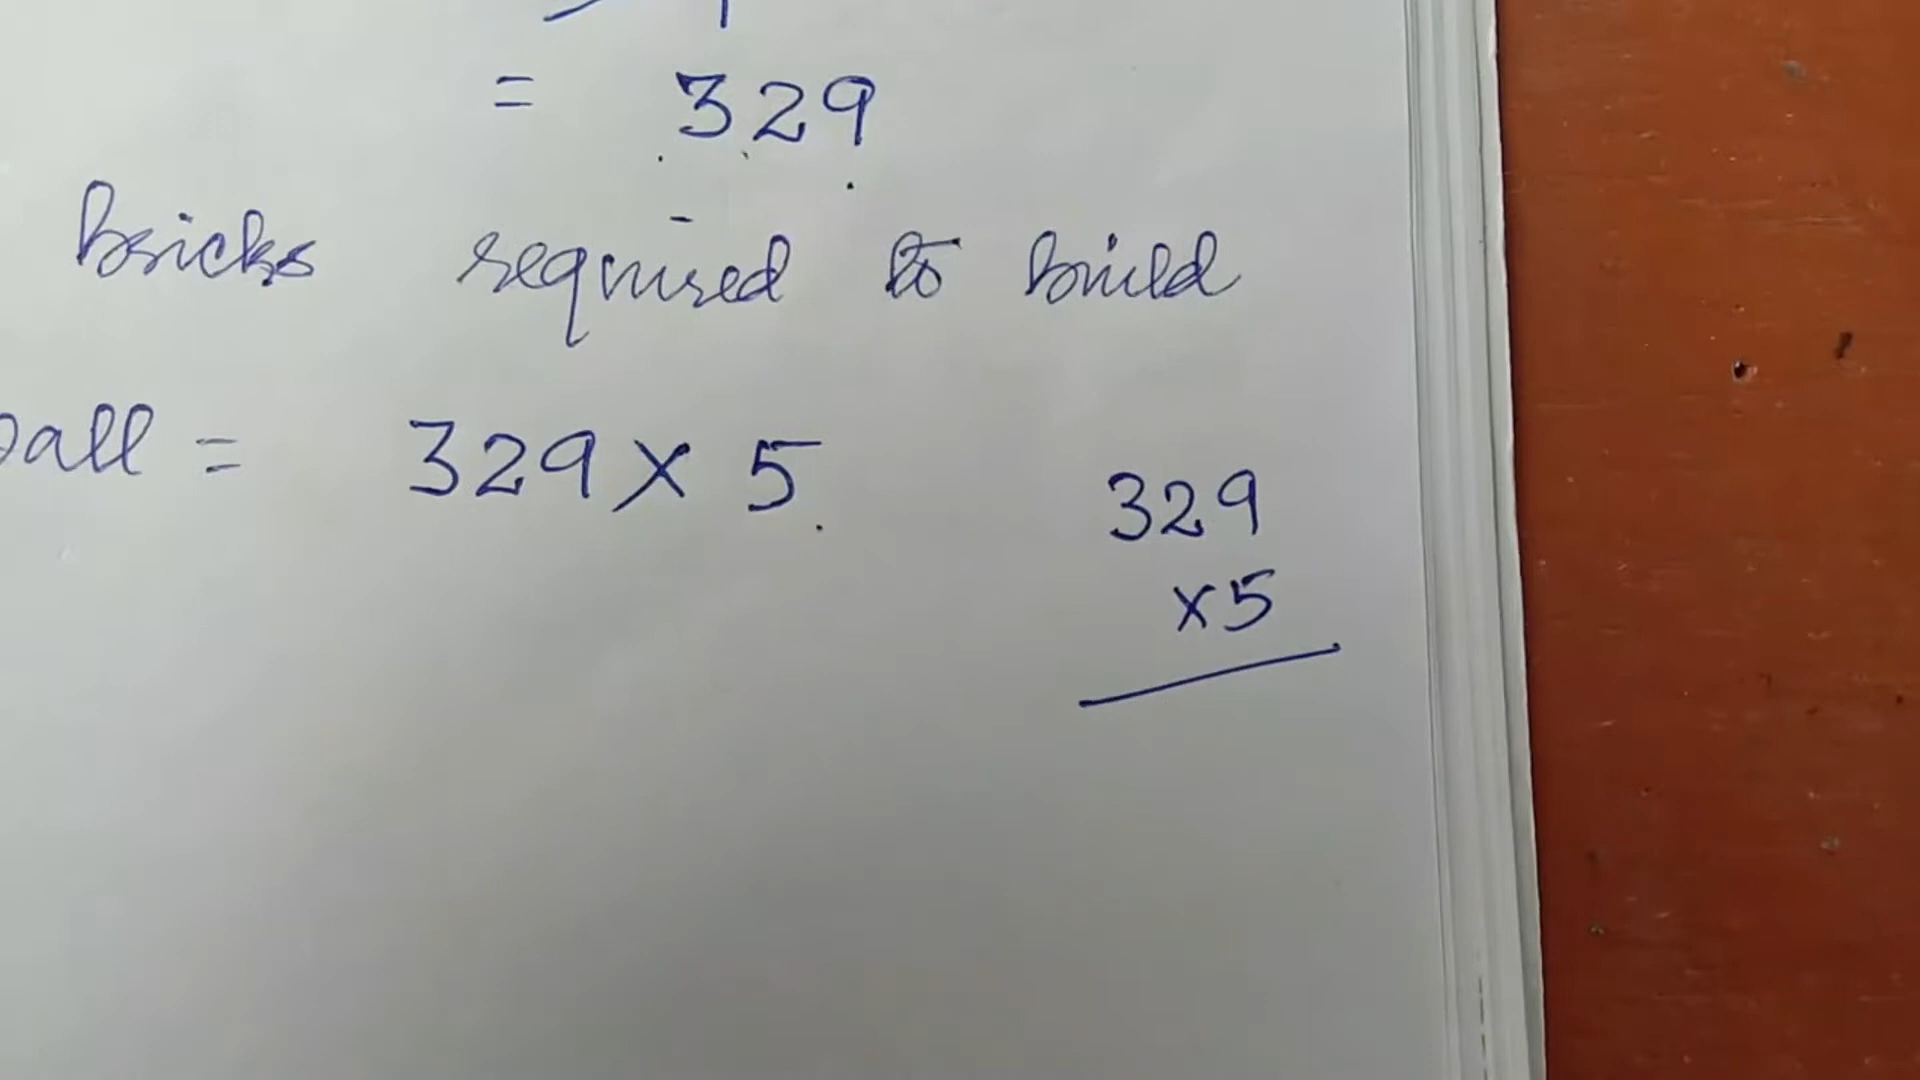 = 329
Bricks required to build
all = 329 × 5
329
×5